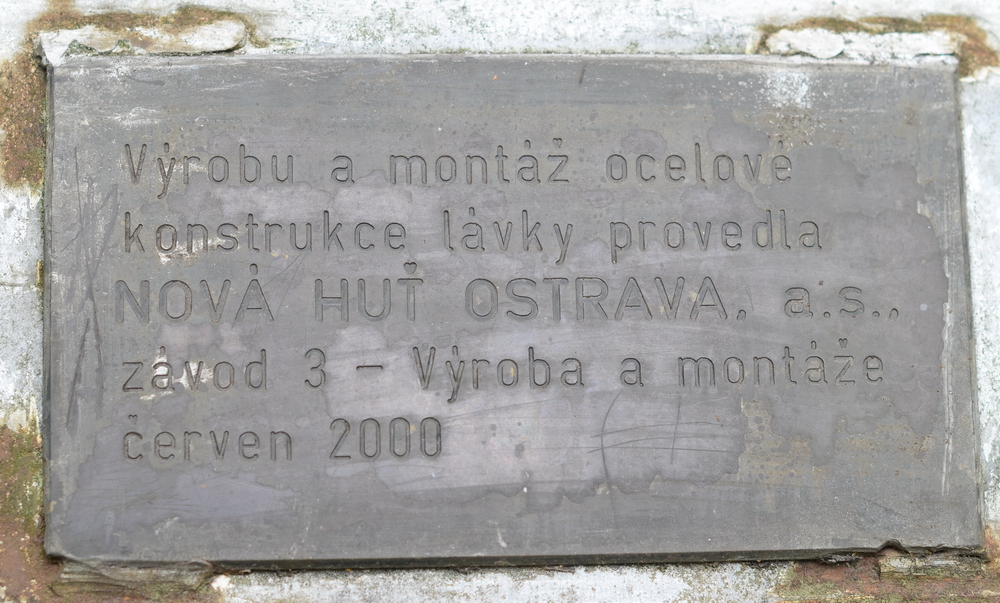 Výrobu a montáž ocelové
konstrukce lávky provedla
NOVÁ HUŤ OSTRAVA, a.s.,
závod 3 – Výroba a montáže
červen 2000